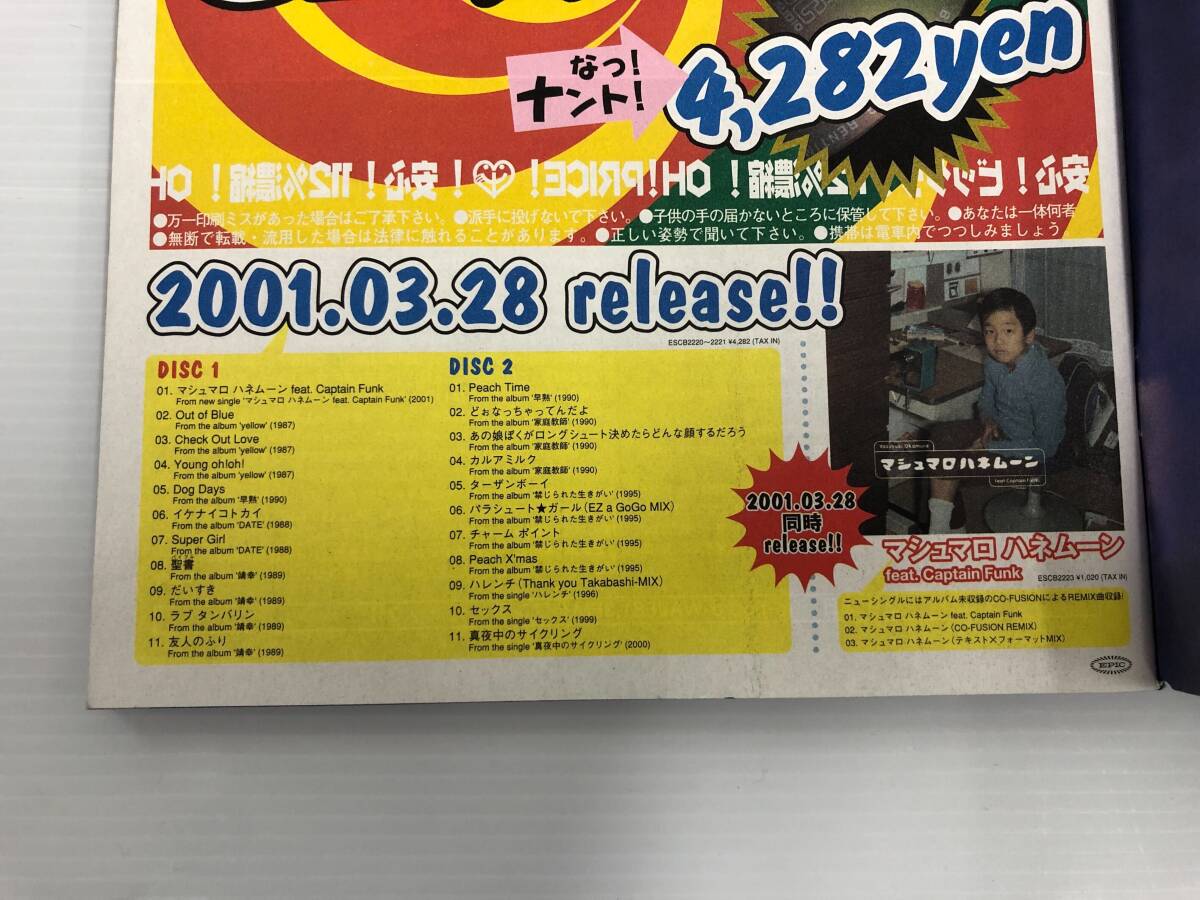 なっ!
ナント!
4,282yen
安心!ビックリ112%濃縮!OH!PRICE!!安心!112%濃縮!OH
●万一印刷ミスがあった場合はご了承下さい。●派手に投げないで下さい。●子供の手の届かないところに保管して下さい。●あなたは一体何者
●無断で転載・流用した場合は法律に触れることがあります。●正しい姿勢で聞いて下さい。●携帯は電車内でつつしみましょう
2001.03.28 release!!
ESCB2220〜2221 ¥4,282 (TAX IN)
DISC 1
01. マシュマロ ハネムーン feat. Captain Funk
From new single 'マシュマロ ハネムーン feat. Captain Funk' (2001)
02. Out of Blue
From the album 'yellow' (1987)
03. Check Out Love
From the album 'yellow' (1987)
04. Young oh!oh!
From the album 'yellow' (1987)
05. Dog Days
From the album '早熟' (1990)
06. イケナイコトカイ
From the album 'DATE' (1988)
07. Super Girl
From the album 'DATE' (1988)
バイブル
08. 聖書
From the album '靖幸' (1989)
09. だいすき
From the album '靖幸' (1989)
10. ラブ タンバリン
From the album '靖幸' (1989)
11. 友人のふり
From the album '靖幸' (1989)
DISC 2
01. Peach Time
From the album '早熟' (1990)
02. どぉなっちゃってんだよ
From the album '家庭教師' (1990)
03. あの娘ぼくがロングシュート決めたらどんな顔するだろう
From the album '家庭教師' (1990)
04. カルアミルク
From the album '家庭教師' (1990)
05. ターザンボーイ
From the album '禁じられた生きがい' (1995)
06. パラシュート★ガール(EZ a GoGo MIX)
From the album '禁じられた生きがい' (1995)
07. チャーム ポイント
From the album '禁じられた生きがい' (1995)
08. Peach X'mas
From the album '禁じられた生きがい' (1995)
09. ハレンチ(Thank you Takabashi-MIX)
From the single 'ハレンチ' (1996)
10. セックス
From the single 'セックス' (1999)
11. 真夜中のサイクリング
From the single '真夜中のサイクリング' (2000)
マシュマロハネムーン
feat Captain Funk
2001.03.28
同時
release!!
マシュマロ ハネムーン
feat. Captain Funk
ESCB2223 ¥1,020 (TAX IN)
ニューシングルにはアルバム未収録のCO-FUSIONによるREMIX曲収録!
01. マシュマロ ハネムーン feat. Captain Funk
02. マシュマロ ハネムーン(CO-FUSION REMIX)
03. マシュマロ ハネムーン(テキスト×フォーマットMIX)
EPIC